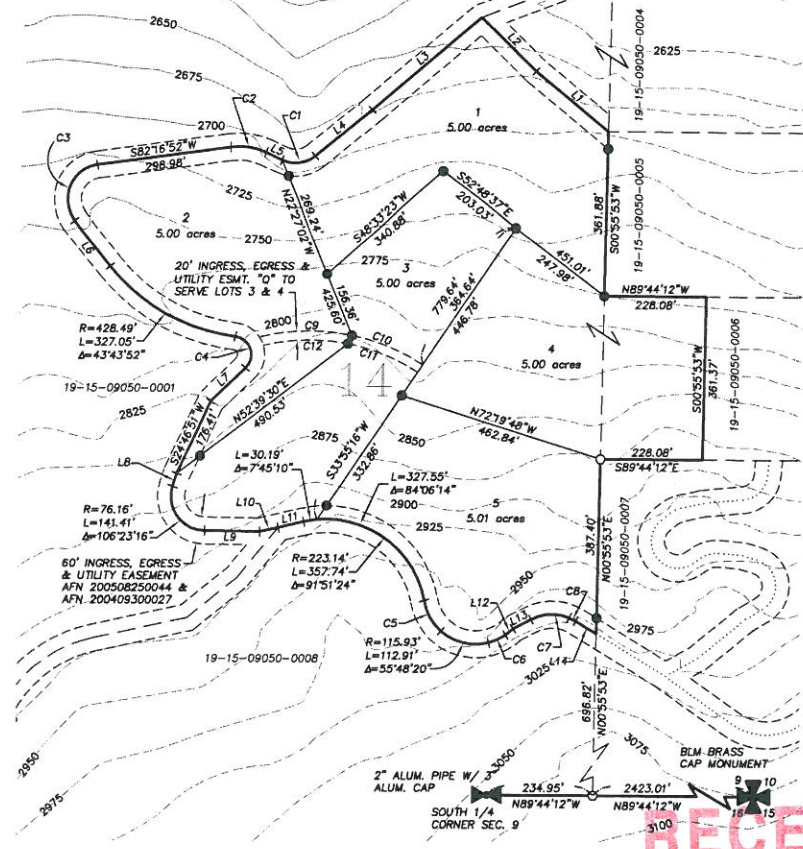 2650
2675
2700
2725
2750
2775
2800
2825
2875
2850
2900
2925
2950
2975
3025
3050
3075
3100
2950
2975
2625
19-15-09050-0004
19-15-09050-0005
19-15-09050-0006
19-15-09050-0007
19-15-09050-0001
19-15-09050-0008
L2
L1
L3
L4
C1
C2
L5
C3
S82°16'52"W
298.98'
1
5.00 acres
2
5.00 acres
3
5.00 acres
4
5.00 acres
5
5.01 acres
N22°27'02"W
269.24'
S48°33'23"W
340.88'
S52°48'37"E
203.03'
451.01'
247.98'
361.88'
S00°55'53"W
N89°44'12"W
228.08'
S00°55'53"W
361.37'
228.08'
S89°44'12"E
20' INGRESS, EGRESS &
UTILITY ESMT. "Q" TO
SERVE LOTS 3 & 4
156.36'
425.60'
779.64'
364.64'
446.78
L6
R=428.49'
L=327.05'
Δ=43°43'52"
C9
C12
C10
C11
C4
L7
14
N52°39'30"E
490.53'
S24°46'51"W
176.41'
N72°19'48"W
462.84'
S33°55'16"W
332.86'
L8
L=30.19'
Δ=7°45'10"
L=327.55'
Δ=84°06'14"
R=76.16'
L=141.41'
Δ=106°23'16"
L10
L11
L9
R=223.14'
L=357.74'
Δ=91°51'24"
60' INGRESS, EGRESS
& UTILITY EASEMENT
AFN 200508250044 &
AFN 200409300027
387.40'
N00°55'53"E
C5
L12
L13
C8
R=115.93'
L=112.91'
Δ=55°48'20"
C6
C7
L14
696.82'
N00°55'53"E
2" ALUM. PIPE W/ 3"
ALUM. CAP
SOUTH 1/4
CORNER SEC. 9
234.95'
N89°44'12"W
2423.01'
N89°44'12"W
BLM BRASS
CAP MONUMENT
9
10
16
15
RECE